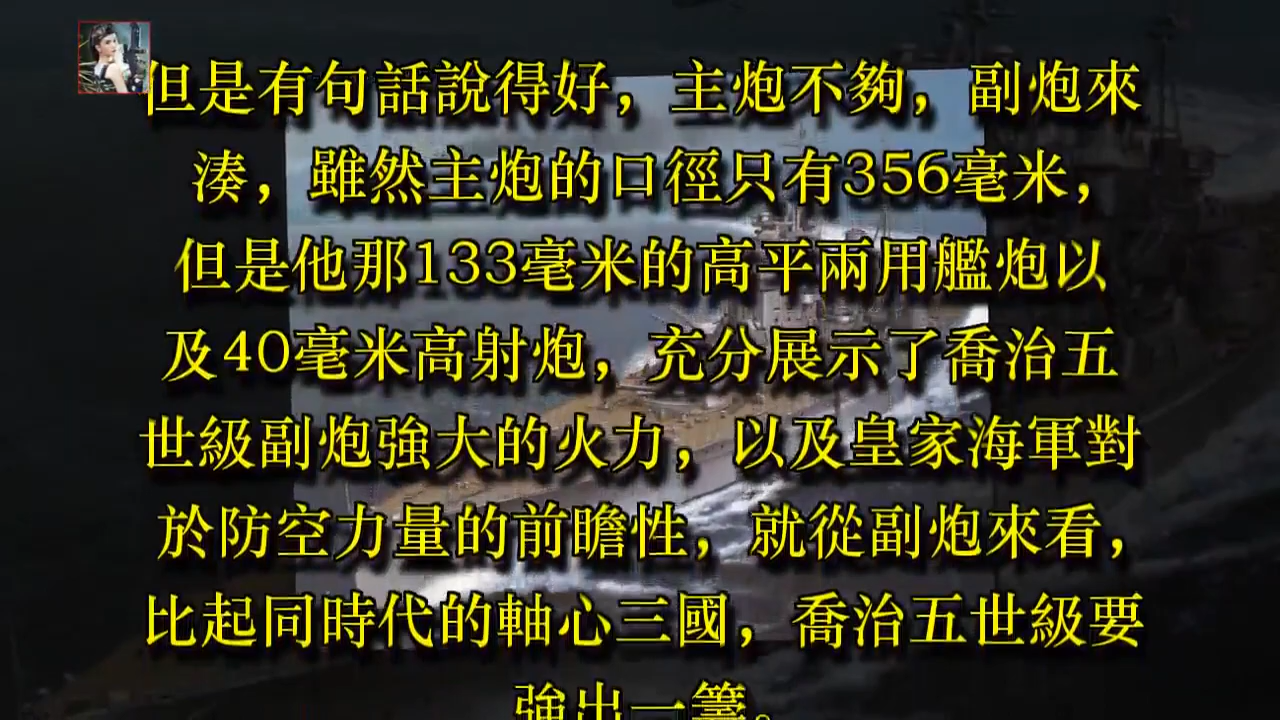 但是有句話說得好，主炮不夠，副炮來
湊，雖然主炮的口徑只有356毫米，
但是他那133毫米的高平兩用艦炮以
及40毫米高射炮，充分展示了喬治五
世級副炮強大的火力，以及皇家海軍對
於防空力量的前瞻性，就從副炮來看，
比起同時代的軸心三國，喬治五世級要
強出一籌。